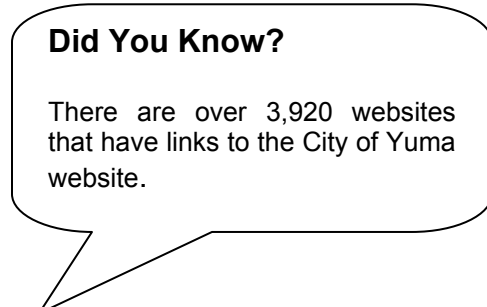 Did You Know?
There are over 3,920 websites
that have links to the City of Yuma
website.